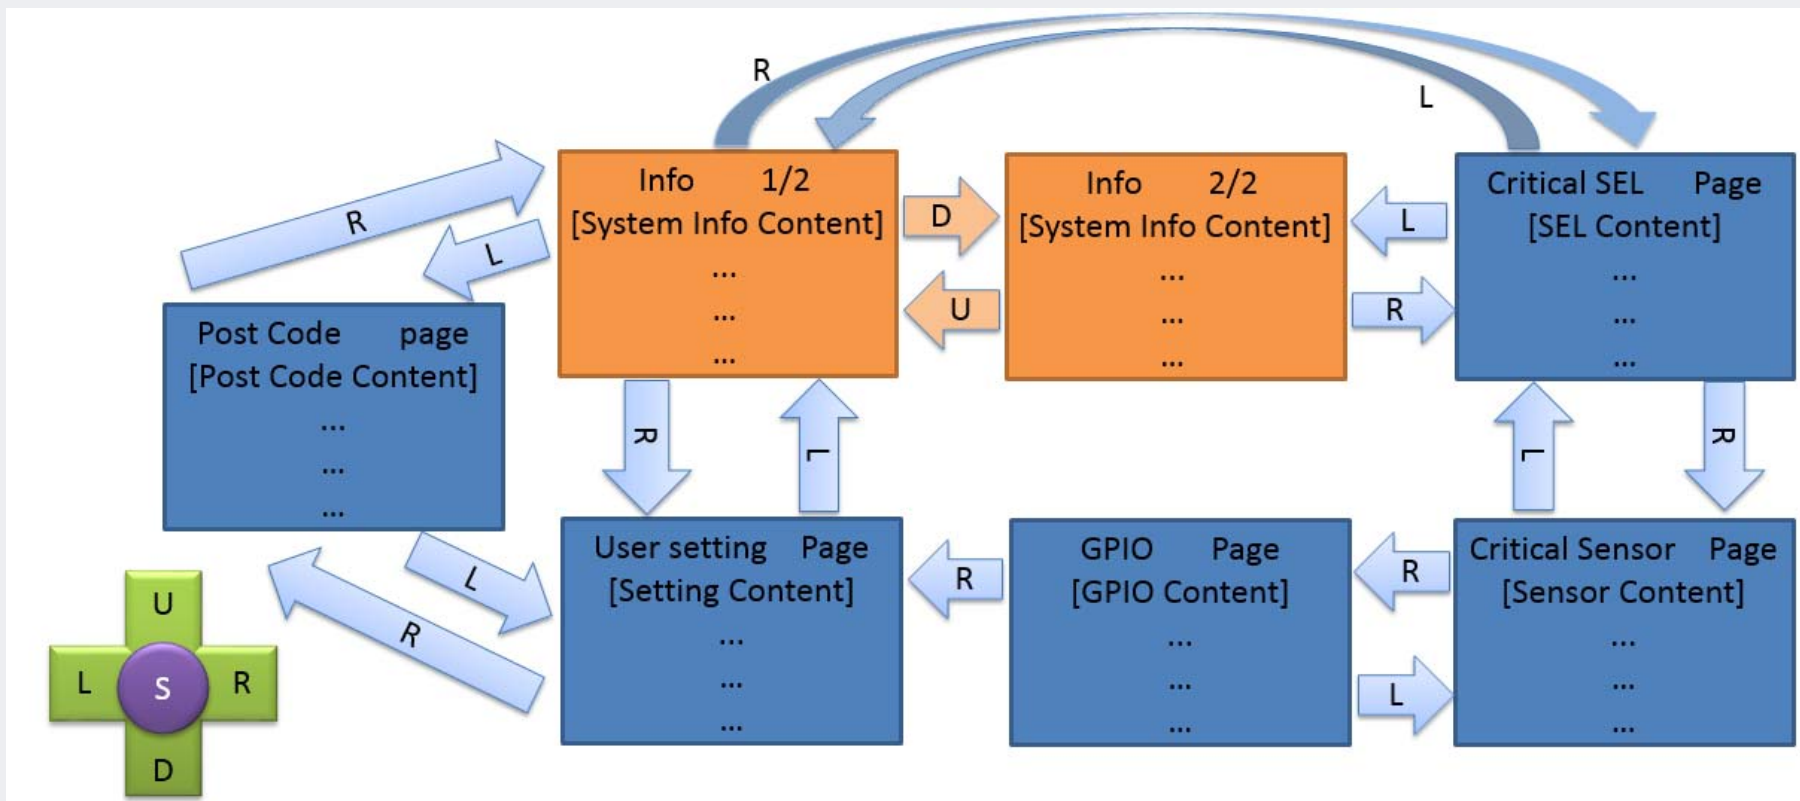 R
L
Info 1/2
[System Info Content]
...
...
...
D
U
Info 2/2
[System Info Content]
...
...
...
L
R
Critical SEL Page
[SEL Content]
...
...
...
R
L
Post Code page
[Post Code Content]
...
...
...
R
L
L
R
L
R
User setting Page
[Setting Content]
...
...
...
R
GPIO Page
[GPIO Content]
...
...
...
R
L
Critical Sensor Page
[Sensor Content]
...
...
...
U
L S R
D